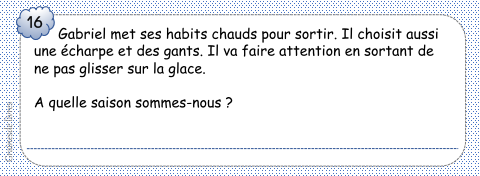 16
Gabriel met ses habits chauds pour sortir. Il choisit aussi
une écharpe et des gants. Il va faire attention en sortant de
ne pas glisser sur la glace.
A quelle saison sommes-nous ?